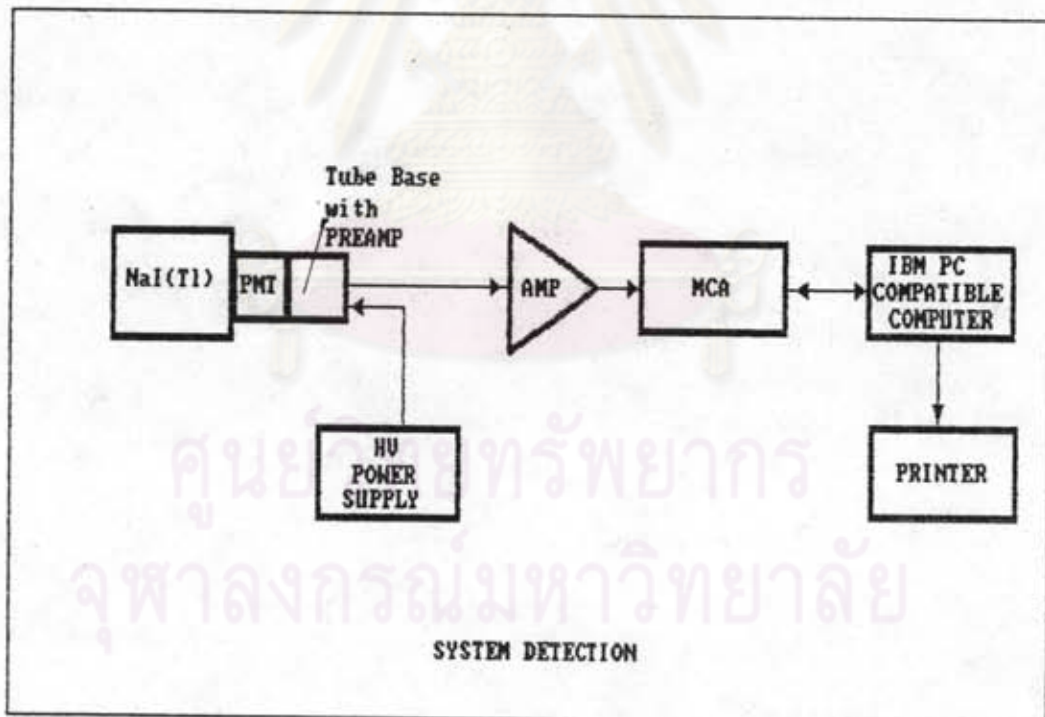 Tube Base
with
PREAMP
NaI(Tl)
PMT
AMP
MCA
IBM PC
COMPATIBLE
COMPUTER
HV
POWER
SUPPLY
PRINTER
ศูนย์วิทยทรัพยากร
จุฬาลงกรณ์มหาวิทยาลัย
SYSTEM DETECTION